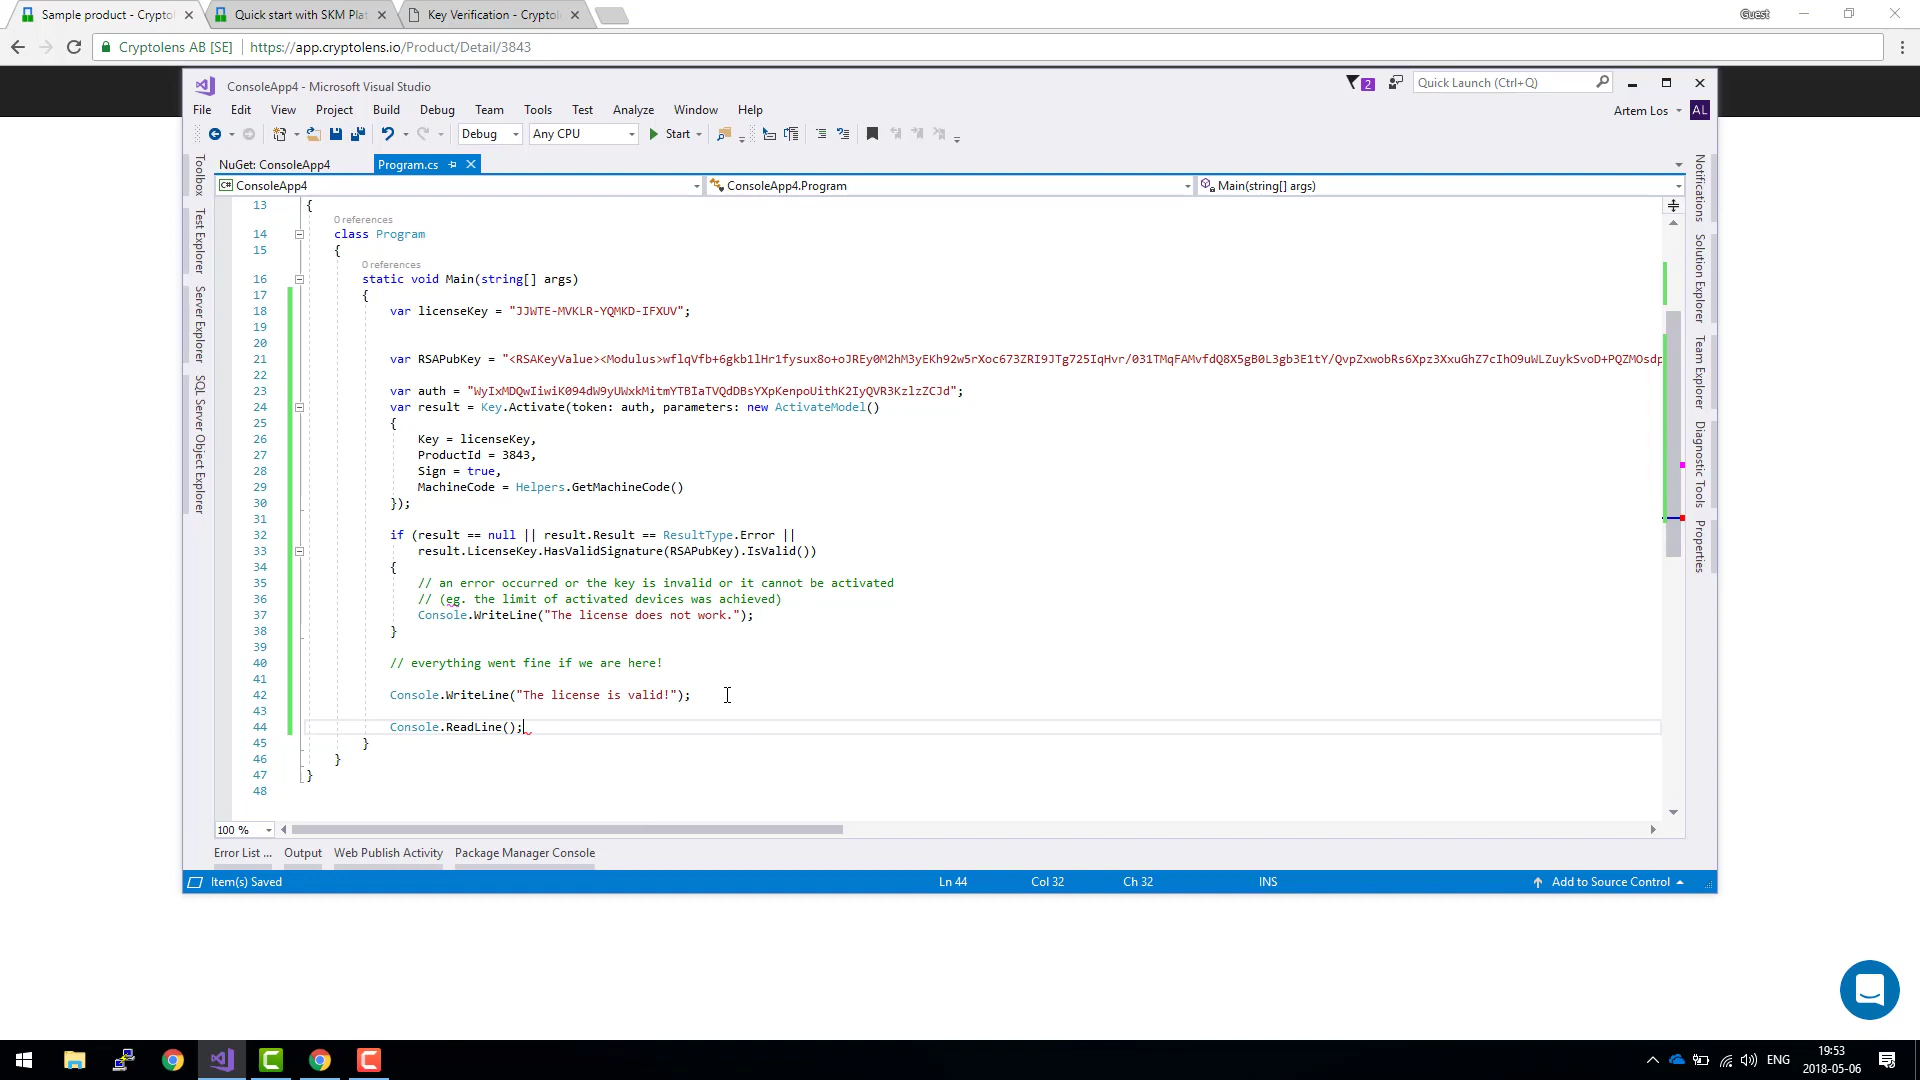 Sample product - Cryptol
Quick start with SKM Plat
Key Verification - Cryptole
Guest
Cryptolens AB [SE]
https://app.cryptolens.io/Product/Detail/3843
ConsoleApp4 - Microsoft Visual Studio
2
Quick Launch (Ctrl+Q)
File Edit View Project Build Debug Team Tools Test Analyze Window Help
Artem Los AL
Debug Any CPU Start
NuGet: ConsoleApp4 Program.cs
C# ConsoleApp4 ConsoleApp4.Program Main(string[] args)
Toolbox
Test Explorer
Server Explorer
SQL Server Object Explorer
13 {
0 references
14 class Program
15 {
0 references
16 static void Main(string[] args)
17 {
18 var licenseKey = "JJWTE-MVKLR-YQMKD-IFXUV";
19
20
21 var RSAPubKey = "<RSAKeyValue><Modulus>wflqVfb+6gkb1lHr1fysux8o+oJREy0M2hM3yEKh92w5rXoc673ZRI9JTg725IqHvr/031TMqFAMvfdQ8X5gB0L3gb3E1tY/QvpZxwobRs6Xpz3XxuGhZ7cIhO9uWLZuykSvoD+PQZMOsdp
22
23 var auth = "WyIxMDQwIiwiK094dW9yUWxkMitmYTBIaTVQdDBsYXpKenpoUithK2IyQVR3KzlzZCJd";
24 var result = Key.Activate(token: auth, parameters: new ActivateModel()
25 {
26 Key = licenseKey,
27 ProductId = 3843,
28 Sign = true,
29 MachineCode = Helpers.GetMachineCode()
30 });
31
32 if (result == null || result.Result == ResultType.Error ||
33 result.LicenseKey.HasValidSignature(RSAPubKey).IsValid())
34 {
35 // an error occurred or the key is invalid or it cannot be activated
36 // (eg. the limit of activated devices was achieved)
37 Console.WriteLine("The license does not work.");
38 }
39
40 // everything went fine if we are here!
41
42 Console.WriteLine("The license is valid!");
43
44 Console.ReadLine();
45 }
46 }
47 }
48
Notifications
Solution Explorer
Team Explorer
Diagnostic Tools
Properties
100 %
Error List ... Output Web Publish Activity Package Manager Console
Item(s) Saved Ln 44 Col 32 Ch 32 INS Add to Source Control
ENG
19:53
2018-05-06